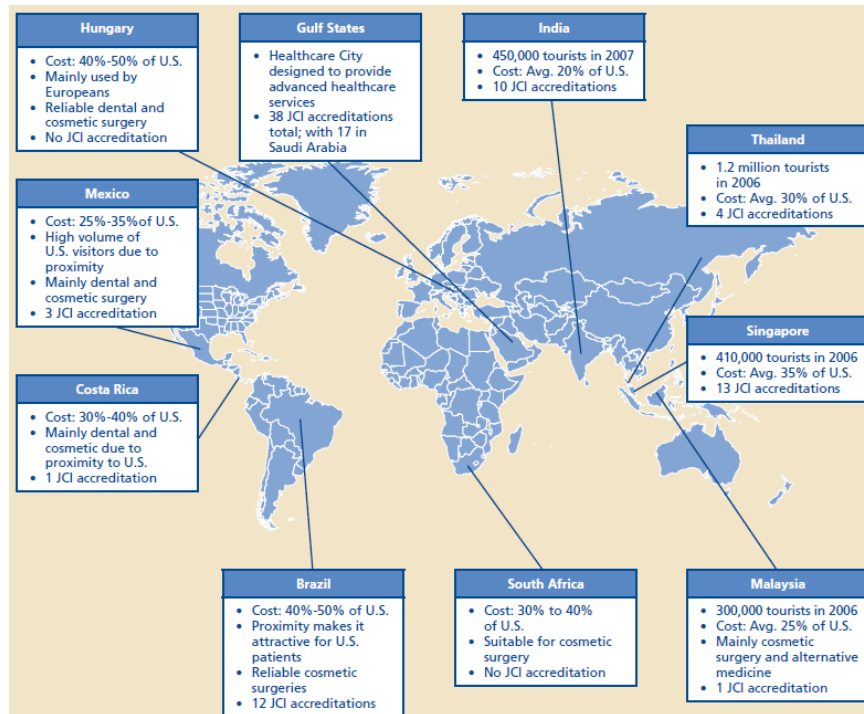 Hungary
• Cost: 40%-50% of U.S.
• Mainly used by
Europeans
• Reliable dental and
cosmetic surgery
• No JCI accreditation
Gulf States
• Healthcare City
designed to provide
advanced healthcare
services
• 38 JCI accreditations
total; with 17 in
Saudi Arabia
India
• 450,000 tourists in 2007
• Cost: Avg. 20% of U.S.
• 10 JCI accreditations
Thailand
• 1.2 million tourists
in 2006
• Cost: Avg. 30% of U.S.
• 4 JCI accreditations
Mexico
• Cost: 25%-35%of U.S.
• High volume of
U.S. visitors due to
proximity
• Mainly dental and
cosmetic surgery
• 3 JCI accreditation
Singapore
• 410,000 tourists in 2006
• Cost: Avg. 35% of U.S.
• 13 JCI accreditations
Costa Rica
• Cost: 30%-40% of U.S.
• Mainly dental and
cosmetic due to
proximity to U.S.
• 1 JCI accreditation
Brazil
• Cost: 40%-50% of U.S.
• Proximity makes it
attractive for U.S.
patients
• Reliable cosmetic
surgeries
• 12 JCI accreditations
South Africa
• Cost: 30% to 40%
of U.S.
• Suitable for cosmetic
surgery
• No JCI accreditation
Malaysia
• 300,000 tourists in 2006
• Cost: Avg. 25% of U.S.
• Mainly cosmetic
surgery and alternative
medicine
• 1 JCI accreditation